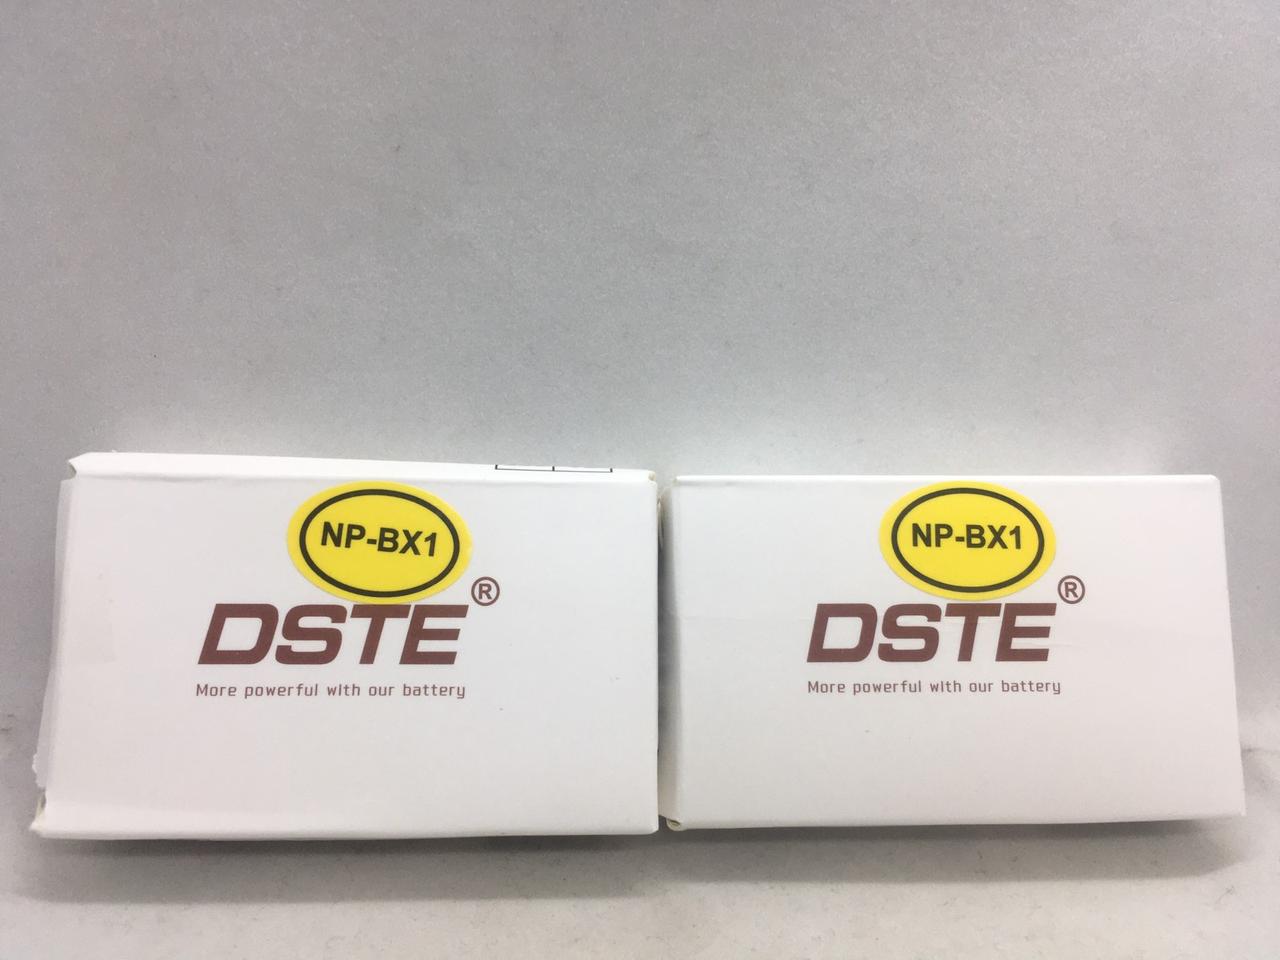 NP-BX1
DSTE®
More powerful with our battery
NP-BX1
DSTE®
More powerful with our battery